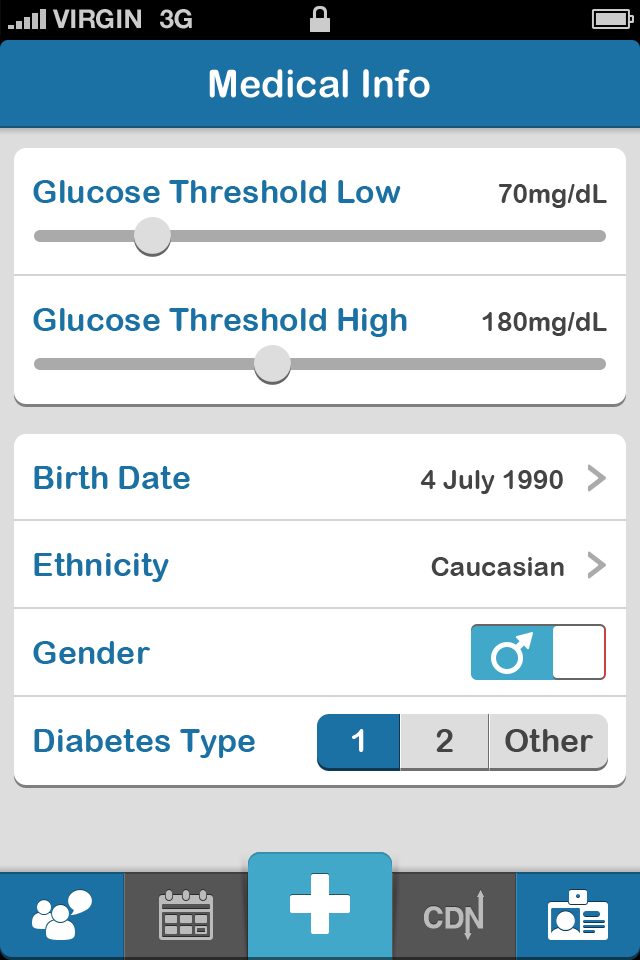 VIRGIN 3G
Medical Info
Glucose Threshold Low 70mg/dL
Glucose Threshold High 180mg/dL
Birth Date 4 July 1990
Ethnicity Caucasian
Gender
Diabetes Type 1 2 Other
CDN